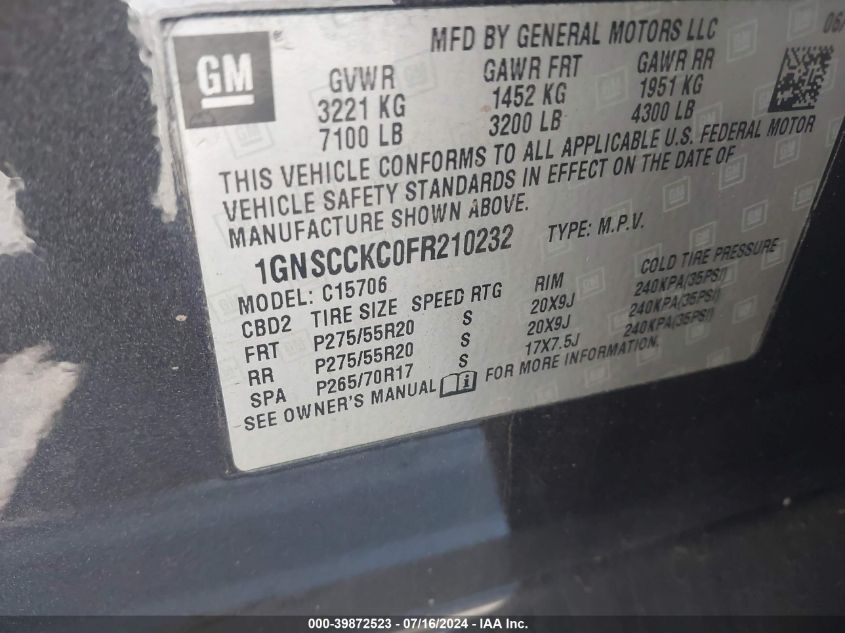 GM
MFD BY GENERAL MOTORS LLC
06/
GVWR GAWR FRT GAWR RR
3221 KG 1452 KG 1951 KG
7100 LB 3200 LB 4300 LB
THIS VEHICLE CONFORMS TO ALL APPLICABLE U.S. FEDERAL MOTOR
VEHICLE SAFETY STANDARDS IN EFFECT ON THE DATE OF
MANUFACTURE SHOWN ABOVE.
1GNSCCKC0FR210232 TYPE: M.P.V.
MODEL: C15706
CBD2 TIRE SIZE SPEED RTG RIM COLD TIRE PRESSURE
FRT P275/55R20 S 20X9J 240KPA(35PSI)
RR P275/55R20 S 20X9J 240KPA(35PSI)
SPA P265/70R17 S 17X7.5J 240KPA(35PSI)
SEE OWNER'S MANUAL FOR MORE INFORMATION.
000-39872523 - 07/16/2024 - www.iaai.com